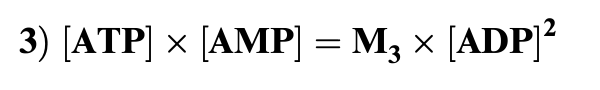 3) [ATP] × [AMP] = M₃ × [ADP]²